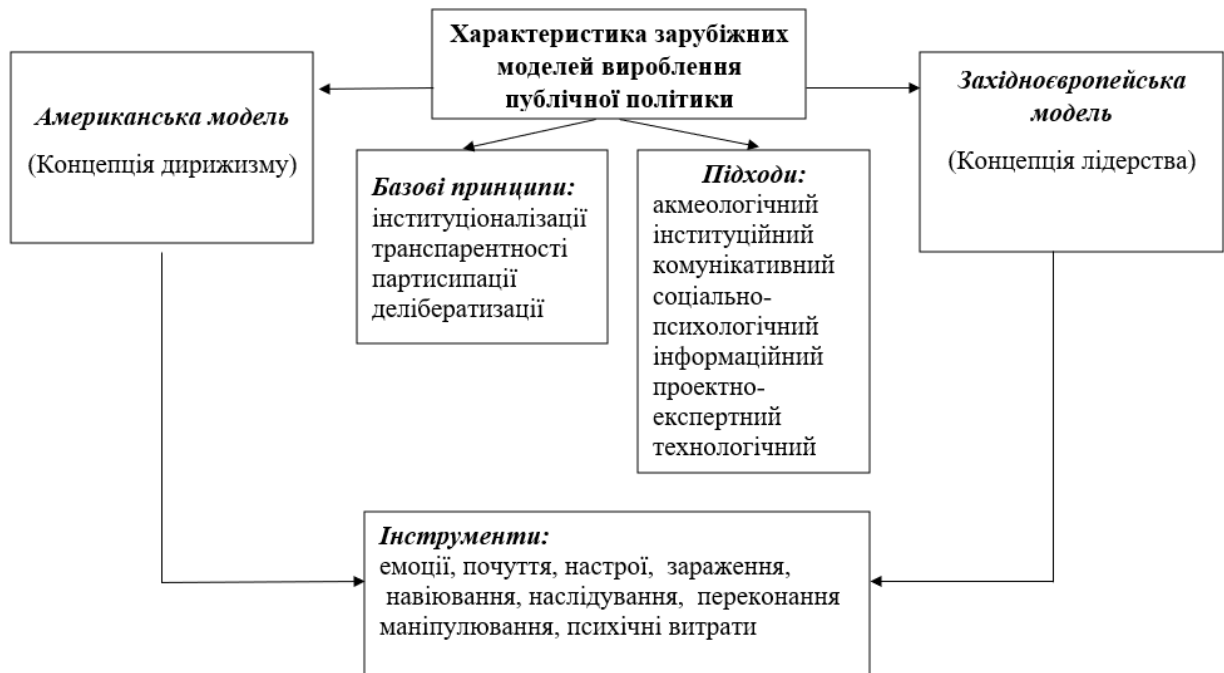 Характеристика зарубіжних
моделей вироблення
публічної політики
Американська модель
(Концепція дирижизму)
Західноєвропейська
модель
(Концепція лідерства)
Базові принципи:
інституціоналізації
транспарентності
партисипації
делібератизації
Підходи:
акмеологічний
інституційний
комунікативний
соціально-
психологічний
інформаційний
проектно-
експертний
технологічний
Інструменти:
емоції, почуття, настрої, зараження,
навіювання, наслідування, переконання
маніпулювання, психічні витрати